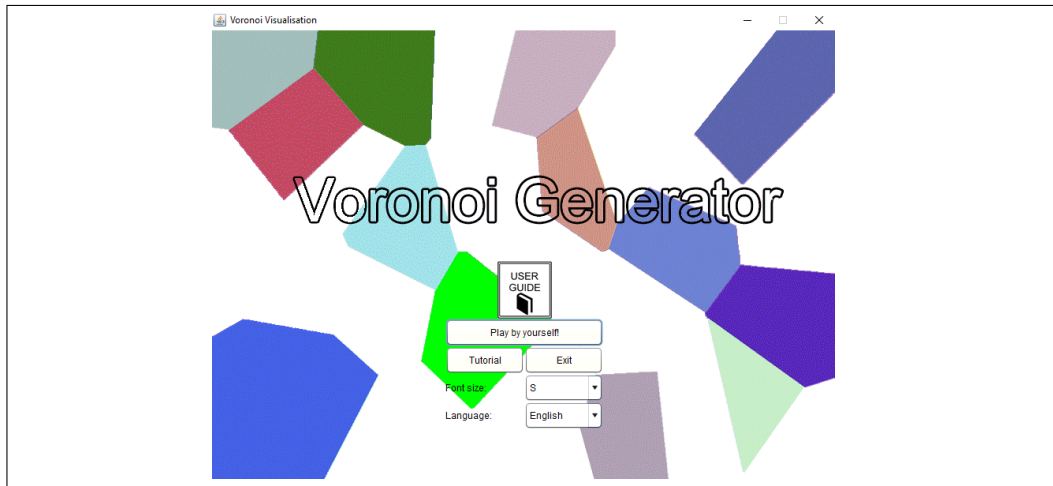 Voronoi Visualisation
Voronoi Generator
USER
GUIDE
Play by yourself!
Tutorial Exit
Font size: S
Language: English